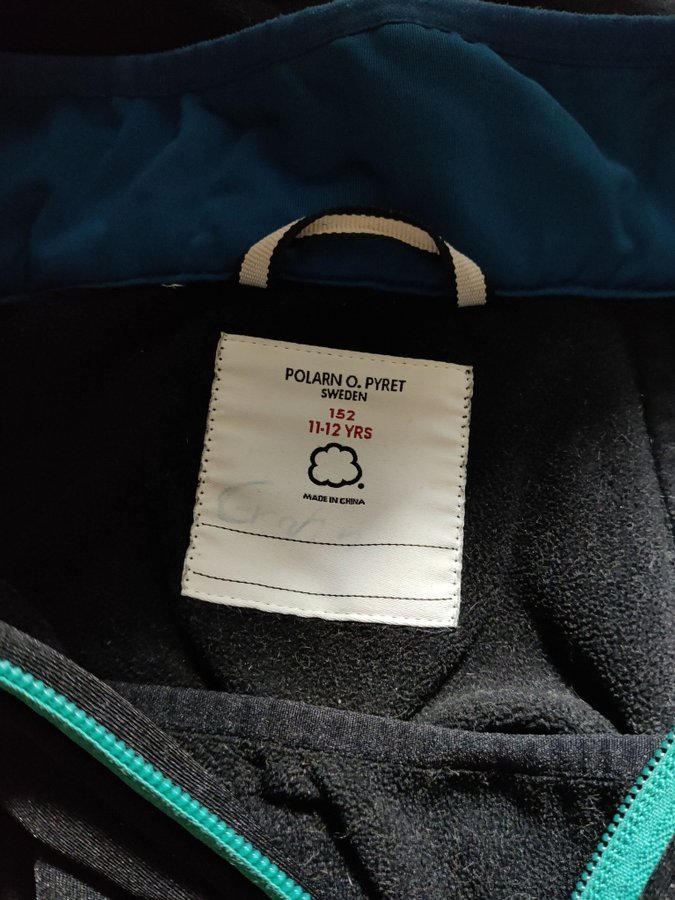 POLARN O. PYRET
SWEDEN
152
11-12 YRS
MADE IN CHINA